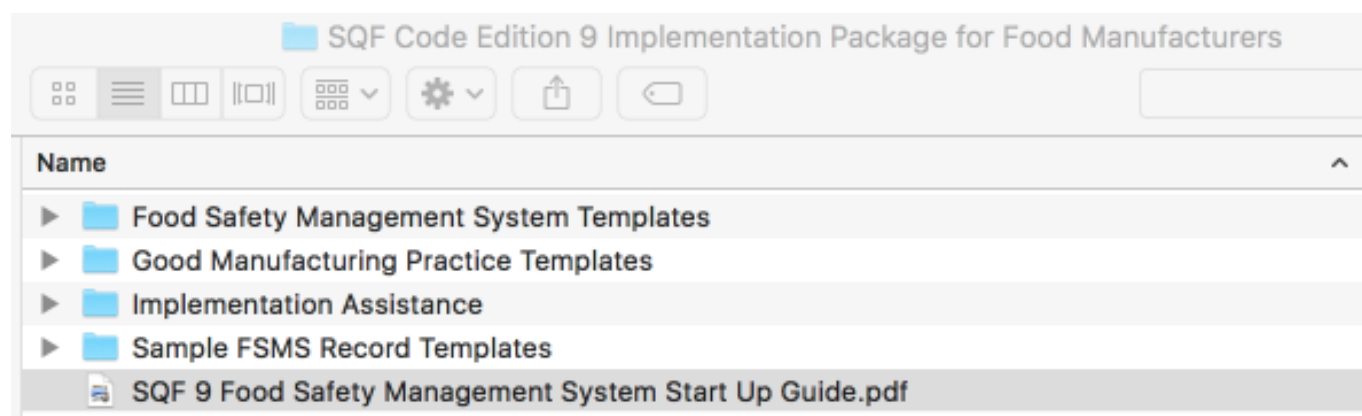 SQF Code Edition 9 Implementation Package for Food Manufacturers
Name
Food Safety Management System Templates
Good Manufacturing Practice Templates
Implementation Assistance
Sample FSMS Record Templates
SQF 9 Food Safety Management System Start Up Guide.pdf